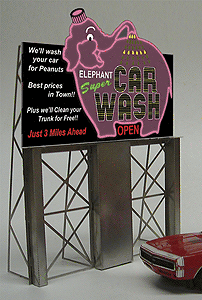 We'll wash
your car
for Peanuts
Best prices
in Town!!
Plus we'll Clean your
Trunk for Free!!
Just 3 Miles Ahead
ELEPHANT
Super
CAR
WASH
OPEN